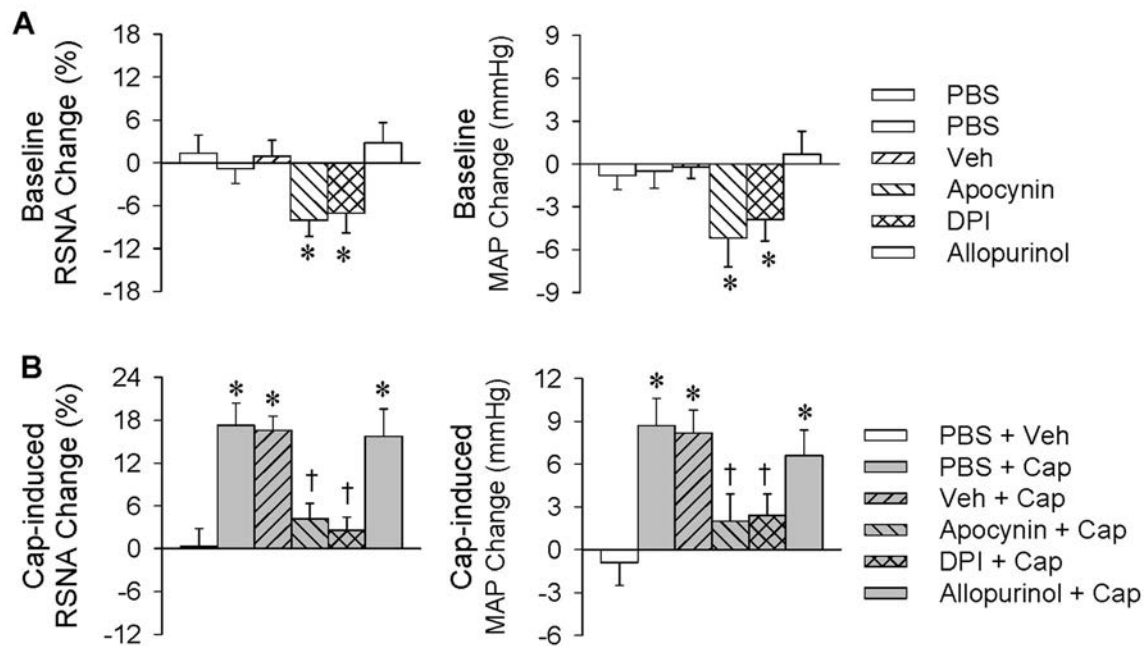 A
Baseline
RSNA Change (%)
18
12
6
0
-6
-12
-18
* *
Baseline
MAP Change (mmHg)
9
6
3
0
-3
-6
-9
* *
PBS
PBS
Veh
Apocynin
DPI
Allopurinol
B
Cap-induced
RSNA Change (%)
24
18
12
6
0
-6
-12
* * † † *
Cap-induced
MAP Change (mmHg)
12
9
6
3
0
-3
-6
* * † † *
PBS + Veh
PBS + Cap
Veh + Cap
Apocynin + Cap
DPI + Cap
Allopurinol + Cap